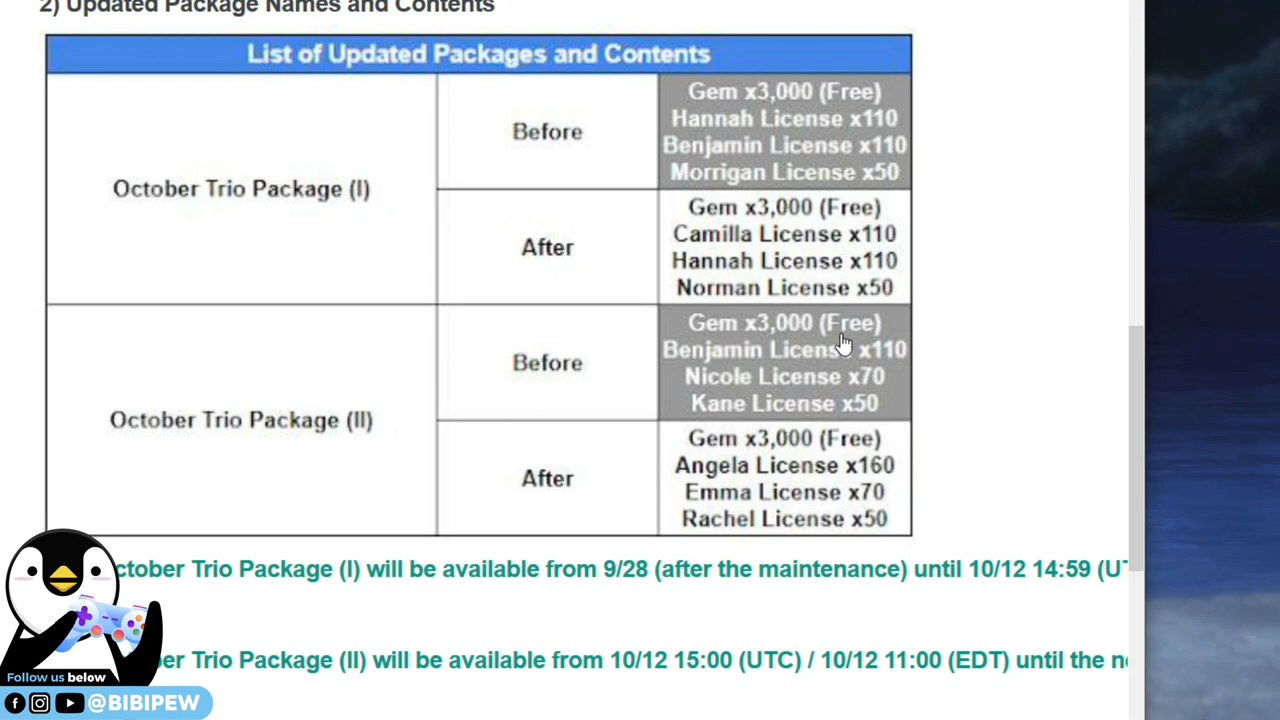 2) Updated Package Names and Contents
List of Updated Packages and Contents
October Trio Package (I)
Before
Gem x3,000 (Free)
Hannah License x110
Benjamin License x110
Morrigan License x50
After
Gem x3,000 (Free)
Camilla License x110
Hannah License x110
Norman License x50
October Trio Package (II)
Before
Gem x3,000 (Free)
Benjamin License x110
Nicole License x70
Kane License x50
After
Gem x3,000 (Free)
Angela License x160
Emma License x70
Rachel License x50
ctober Trio Package (I) will be available from 9/28 (after the maintenance) until 10/12 14:59 (UT
er Trio Package (II) will be available from 10/12 15:00 (UTC) / 10/12 11:00 (EDT) until the n
Follow us below
@BIBIPEW